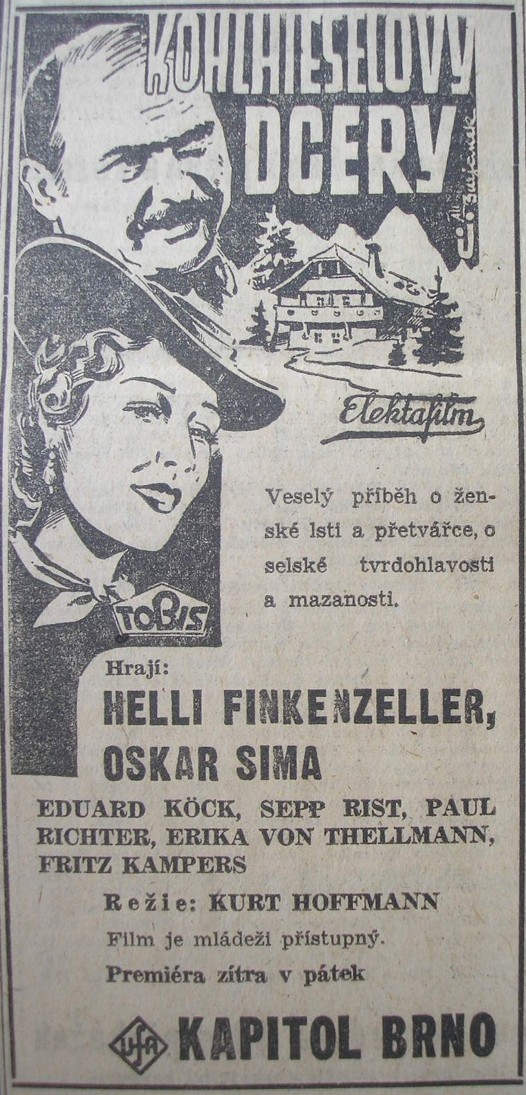 KOHLHIESELOVY
DCERY
Elektafilm
Veselý příběh o žen-
ské lsti a přetvářce, o
selské tvrdohlavosti
a mazanosti.
TOBIS
Hrají:
HELLI FINKENZELLER,
OSKAR SIMA
EDUARD KÖCK, SEPP RIST, PAUL
RICHTER, ERIKA VON THELLMANN,
FRITZ KAMPERS
Režie: KURT HOFFMANN
Film je mládeži přístupný.
Premiéra zítra v pátek
UFA KAPITOL BRNO